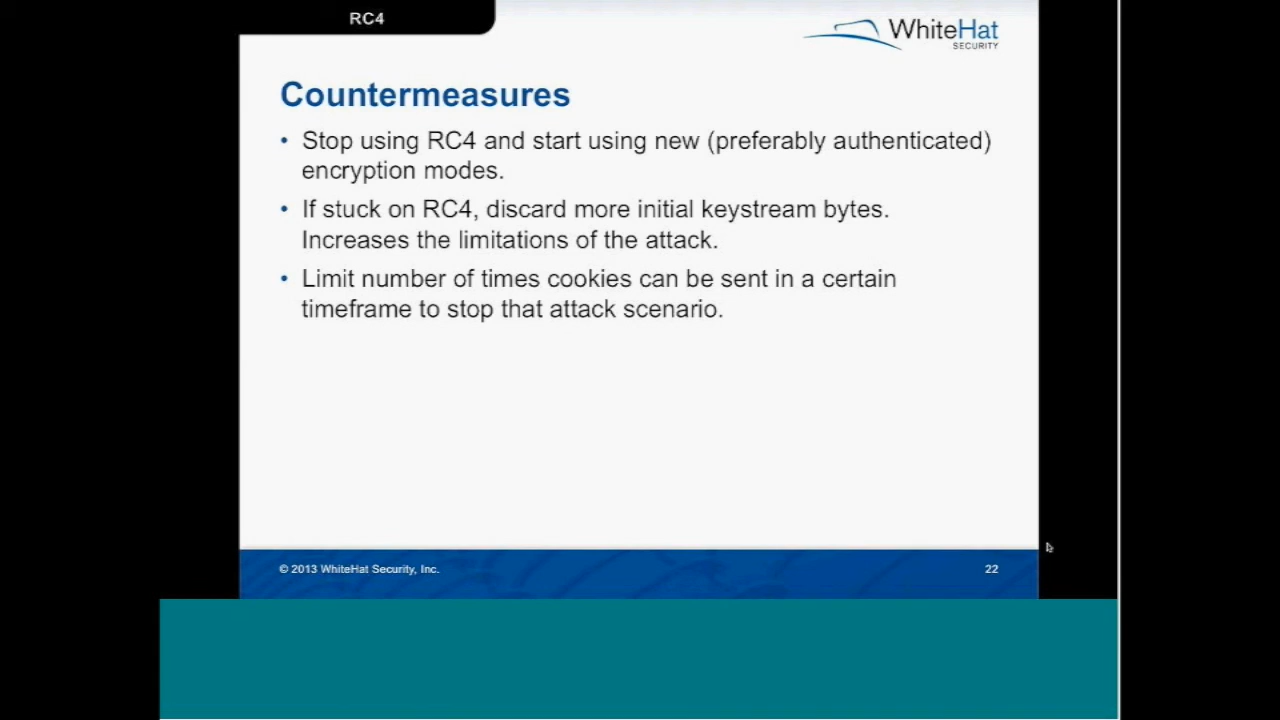 RC4
WhiteHat
SECURITY
Countermeasures
• Stop using RC4 and start using new (preferably authenticated)
encryption modes.
• If stuck on RC4, discard more initial keystream bytes.
Increases the limitations of the attack.
• Limit number of times cookies can be sent in a certain
timeframe to stop that attack scenario.
© 2013 WhiteHat Security, Inc.
22